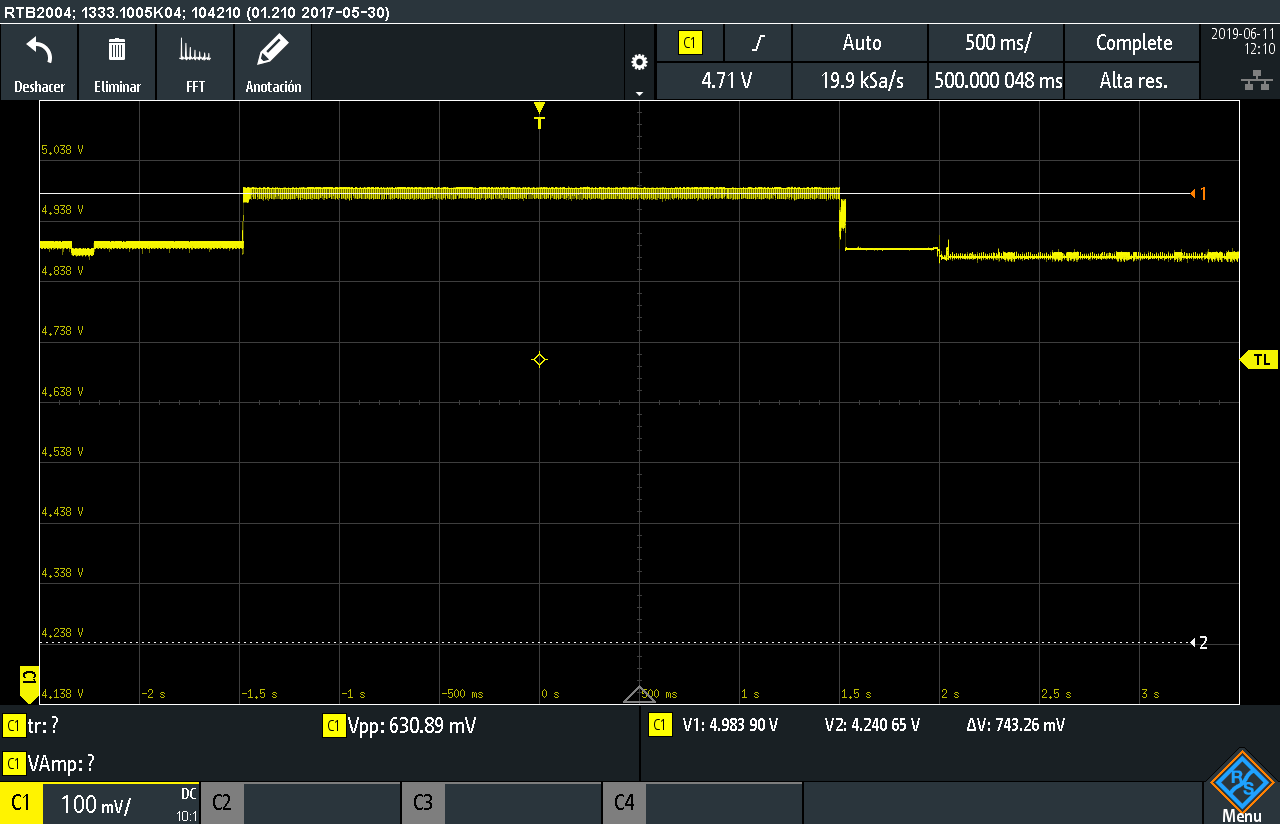 RTB2004; 1333.1005K04; 104210 (01.210 2017-05-30)
Deshacer
Eliminar
FFT
Anotación
C1
Auto
500 ms/
Complete
2019-06-11
12:10
4.71 V
19.9 kSa/s
500.000 048 ms
Alta res.
T
5.038 V
1
4.938 V
4.838 V
4.738 V
TL
4.638 V
4.538 V
4.438 V
4.338 V
4.238 V
2
C1
4.138 V
-2 s
-1.5 s
-1 s
-500 ms
0 s
500 ms
1 s
1.5 s
2 s
2.5 s
3 s
C1 tr: ?
C1 Vpp: 630.89 mV
C1 V1: 4.983 90 V V2: 4.240 65 V ΔV: 743.26 mV
C1 VAmp: ?
C1 100 mV/ DC 10:1
C2
C3
C4
R S
Menu